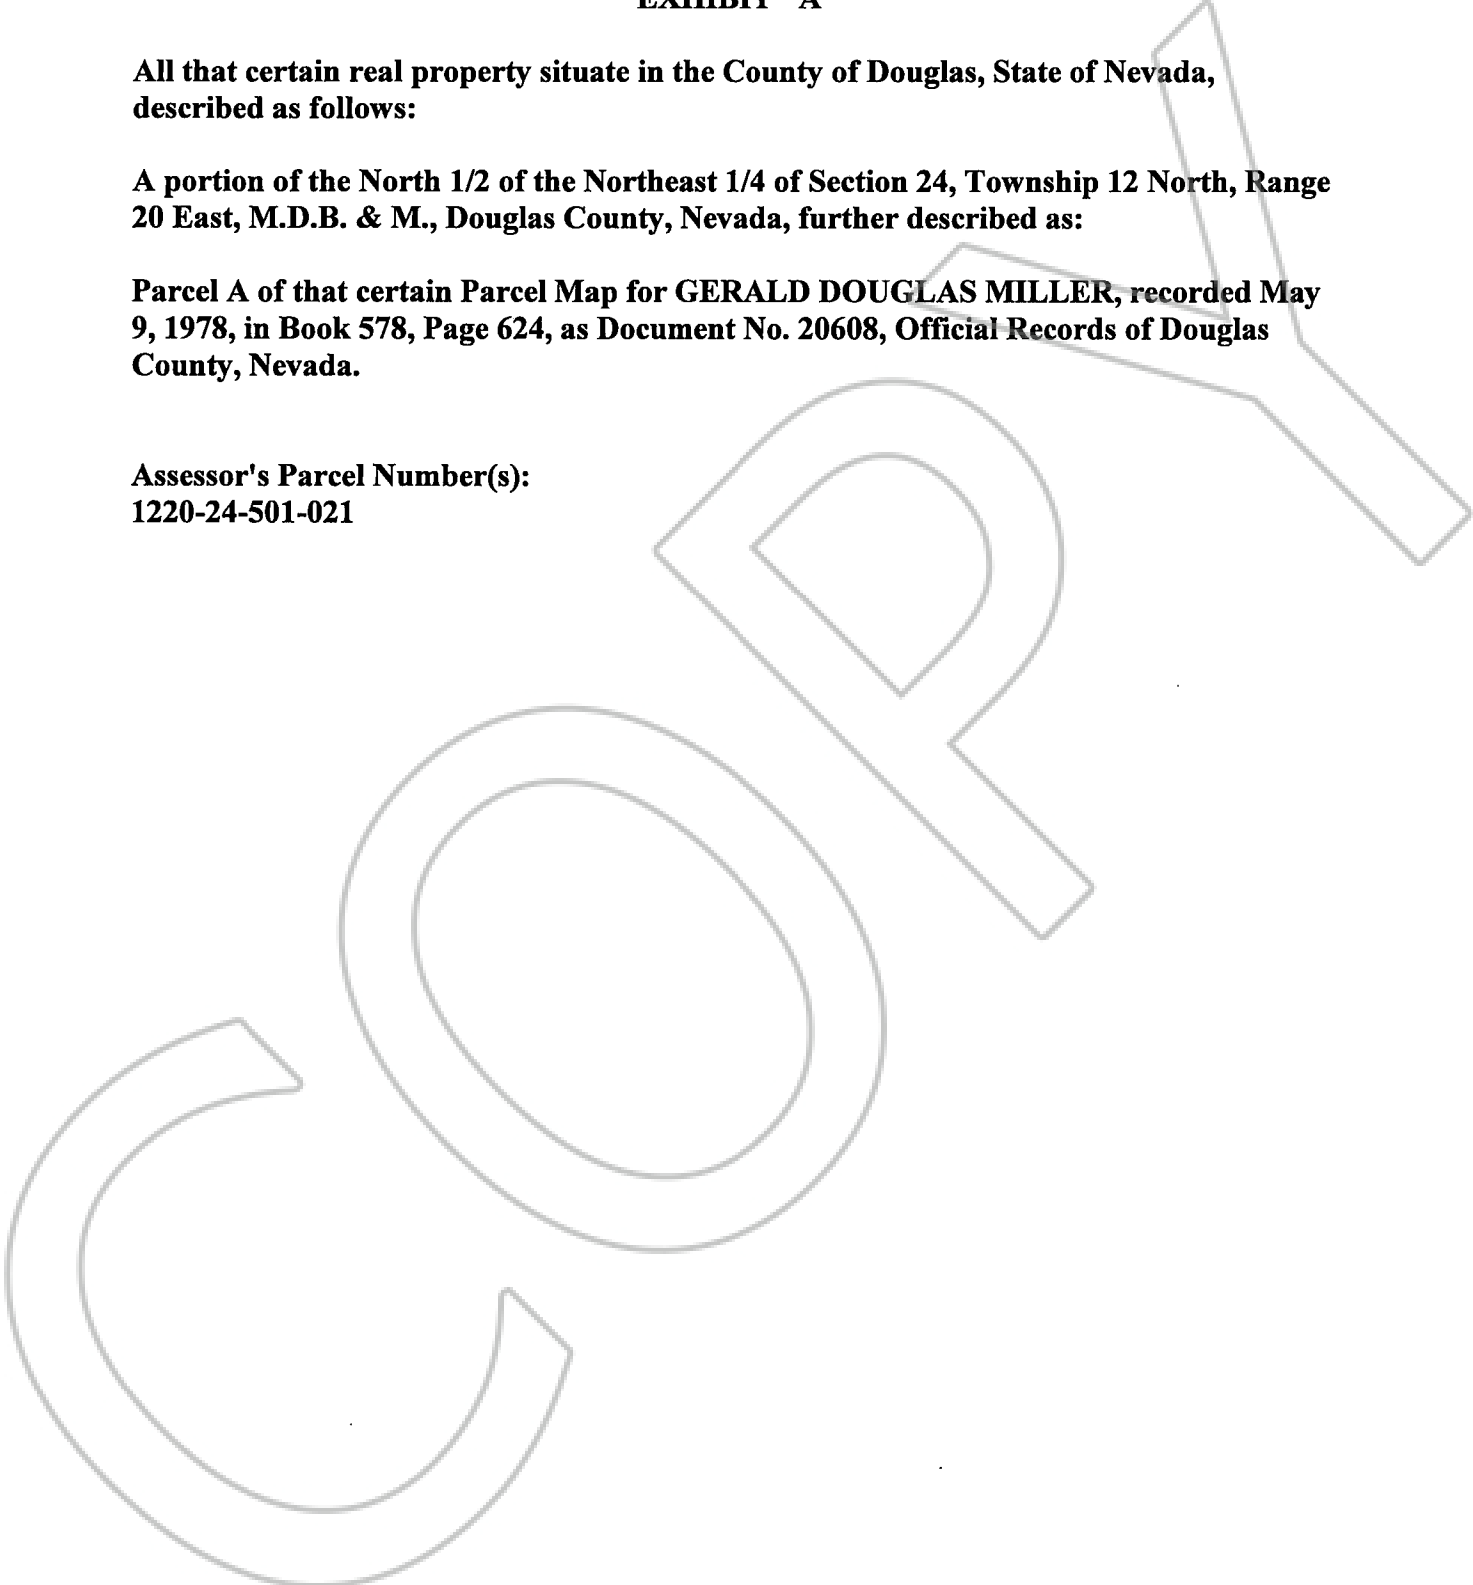 EXHIBIT "A"
All that certain real property situate in the County of Douglas, State of Nevada,
described as follows:
A portion of the North 1/2 of the Northeast 1/4 of Section 24, Township 12 North, Range
20 East, M.D.B. & M., Douglas County, Nevada, further described as:
Parcel A of that certain Parcel Map for GERALD DOUGLAS MILLER, recorded May
9, 1978, in Book 578, Page 624, as Document No. 20608, Official Records of Douglas
County, Nevada.
Assessor's Parcel Number(s):
1220-24-501-021
COPY